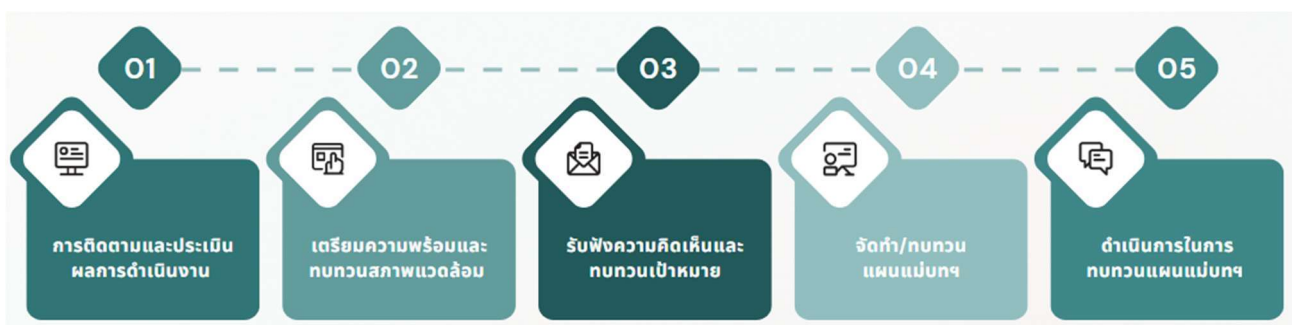 01
02
03
04
05
การติดตามและประเมิน
ผลการดำเนินงาน
เตรียมความพร้อมและ
ทบทวนสภาพแวดล้อม
รับฟังความคิดเห็นและ
ทบทวนเป้าหมาย
จัดทำ/ทบทวน
แผนแม่บทฯ
ดำเนินการในการ
ทบทวนแผนแม่บทฯ